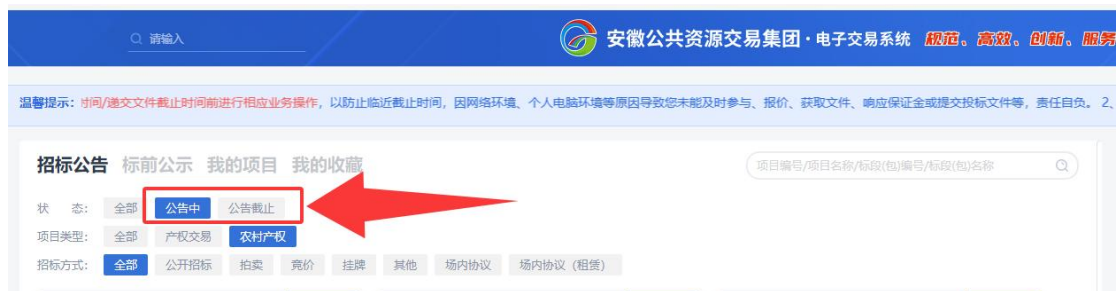 请输入
安徽公共资源交易集团·电子交易系统 规范、高效、创新、服务
温馨提示：时间/递交文件截止时间前进行相应业务操作，以防止临近截止时间，因网络环境、个人电脑环境等原因导致您未能及时参与、报价、获取文件、响应保证金或提交投标文件等，责任自负。 2、
招标公告 标前公示 我的项目 我的收藏
项目编号/项目名称/标段(包)编号/标段(包)名称
状 态: 全部 公告中 公告截止
项目类型: 全部 产权交易 农村产权
招标方式: 全部 公开招标 拍卖 竞价 挂牌 其他 场内协议 场内协议（租赁）